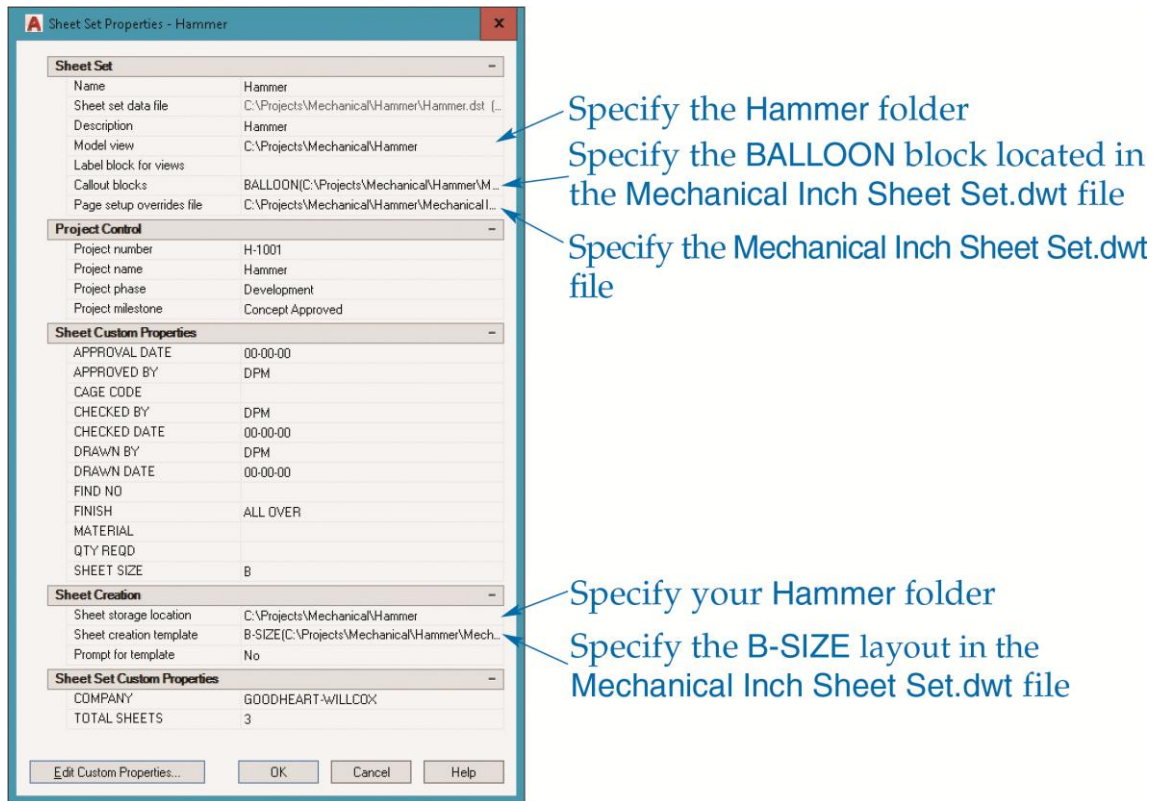 Sheet Set Properties - Hammer
x
Sheet Set –
Name Hammer
Sheet set data file C:\Projects\Mechanical\Hammer\Hammer.dst (...
Description Hammer
Model view C:\Projects\Mechanical\Hammer
Label block for views
Callout blocks BALLOON(C:\Projects\Mechanical\Hammer\M...
Page setup overrides file C:\Projects\Mechanical\Hammer\Mechanical I...
Project Control –
Project number H-1001
Project name Hammer
Project phase Development
Project milestone Concept Approved
Sheet Custom Properties –
APPROVAL DATE 00-00-00
APPROVED BY DPM
CAGE CODE
CHECKED BY DPM
CHECKED DATE 00-00-00
DRAWN BY DPM
DRAWN DATE 00-00-00
FIND NO
FINISH ALL OVER
MATERIAL
QTY REQD
SHEET SIZE B
Sheet Creation –
Sheet storage location C:\Projects\Mechanical\Hammer
Sheet creation template B-SIZE(C:\Projects\Mechanical\Hammer\Mech...
Prompt for template No
Sheet Set Custom Properties –
COMPANY GOODHEART-WILLCOX
TOTAL SHEETS 3
Edit Custom Properties... OK Cancel Help
Specify the Hammer folder
Specify the BALLOON block located in
the Mechanical Inch Sheet Set.dwt file
Specify the Mechanical Inch Sheet Set.dwt
file
Specify your Hammer folder
Specify the B-SIZE layout in the
Mechanical Inch Sheet Set.dwt file